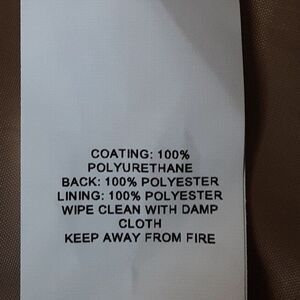 COATING: 100%
POLYURETHANE
BACK: 100% POLYESTER
LINING: 100% POLYESTER
WIPE CLEAN WITH DAMP
CLOTH
KEEP AWAY FROM FIRE